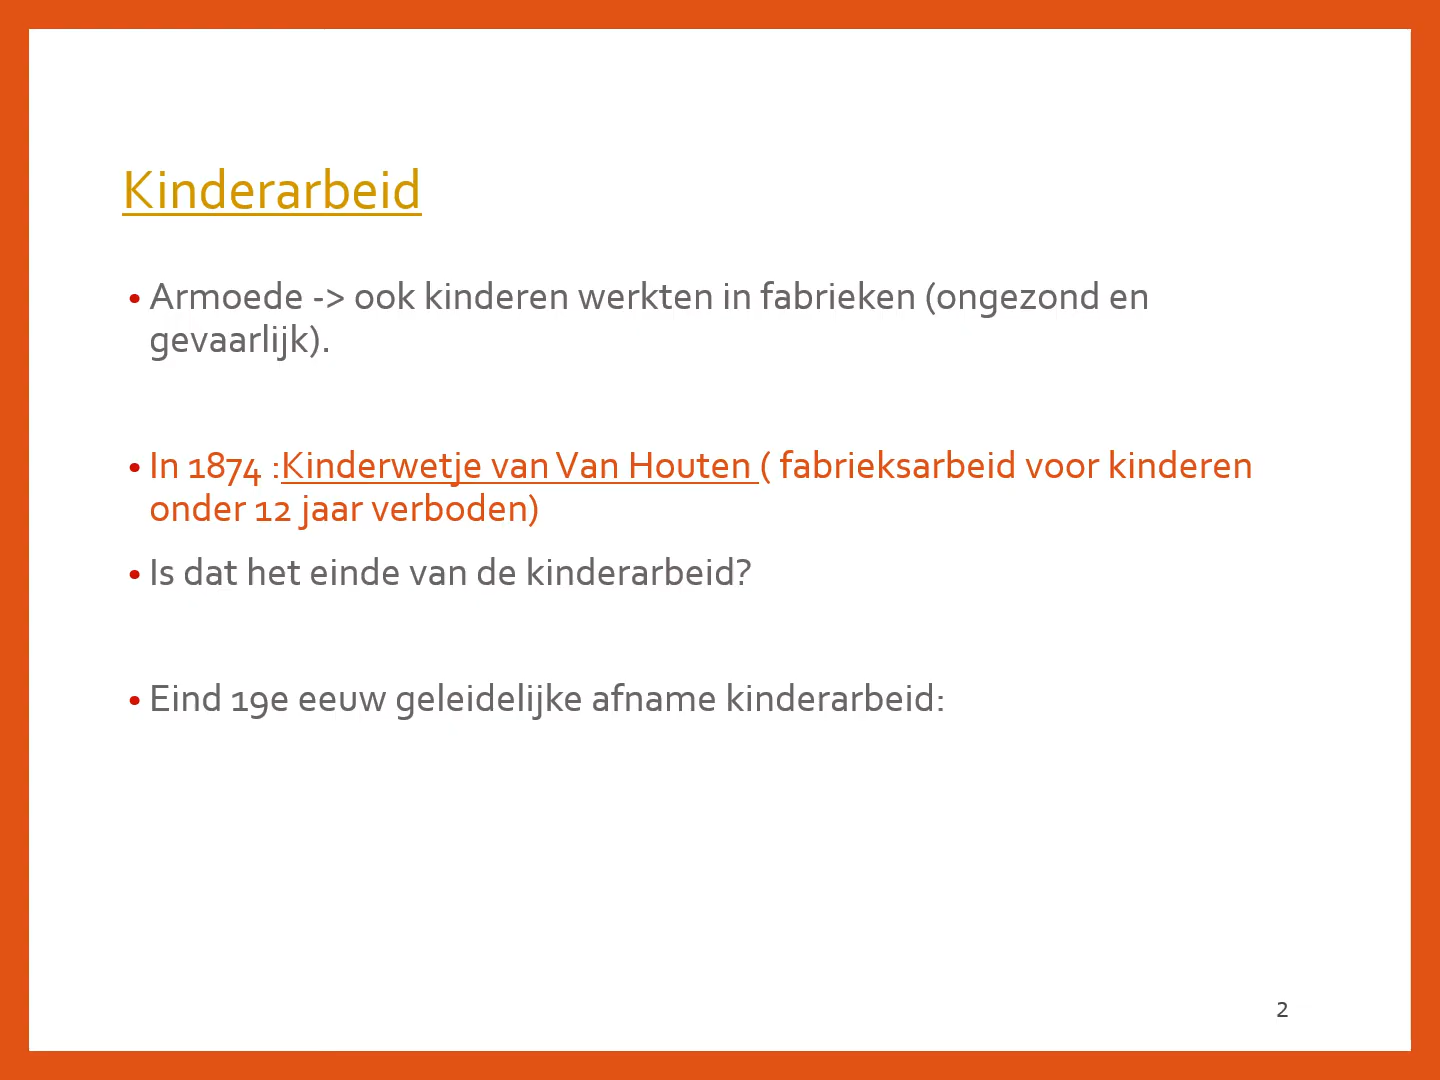 Kinderarbeid
• Armoede -> ook kinderen werkten in fabrieken (ongezond en
gevaarlijk).
• In 1874 :Kinderwetje van Van Houten ( fabrieksarbeid voor kinderen
onder 12 jaar verboden)
• Is dat het einde van de kinderarbeid?
• Eind 19e eeuw geleidelijke afname kinderarbeid:
2